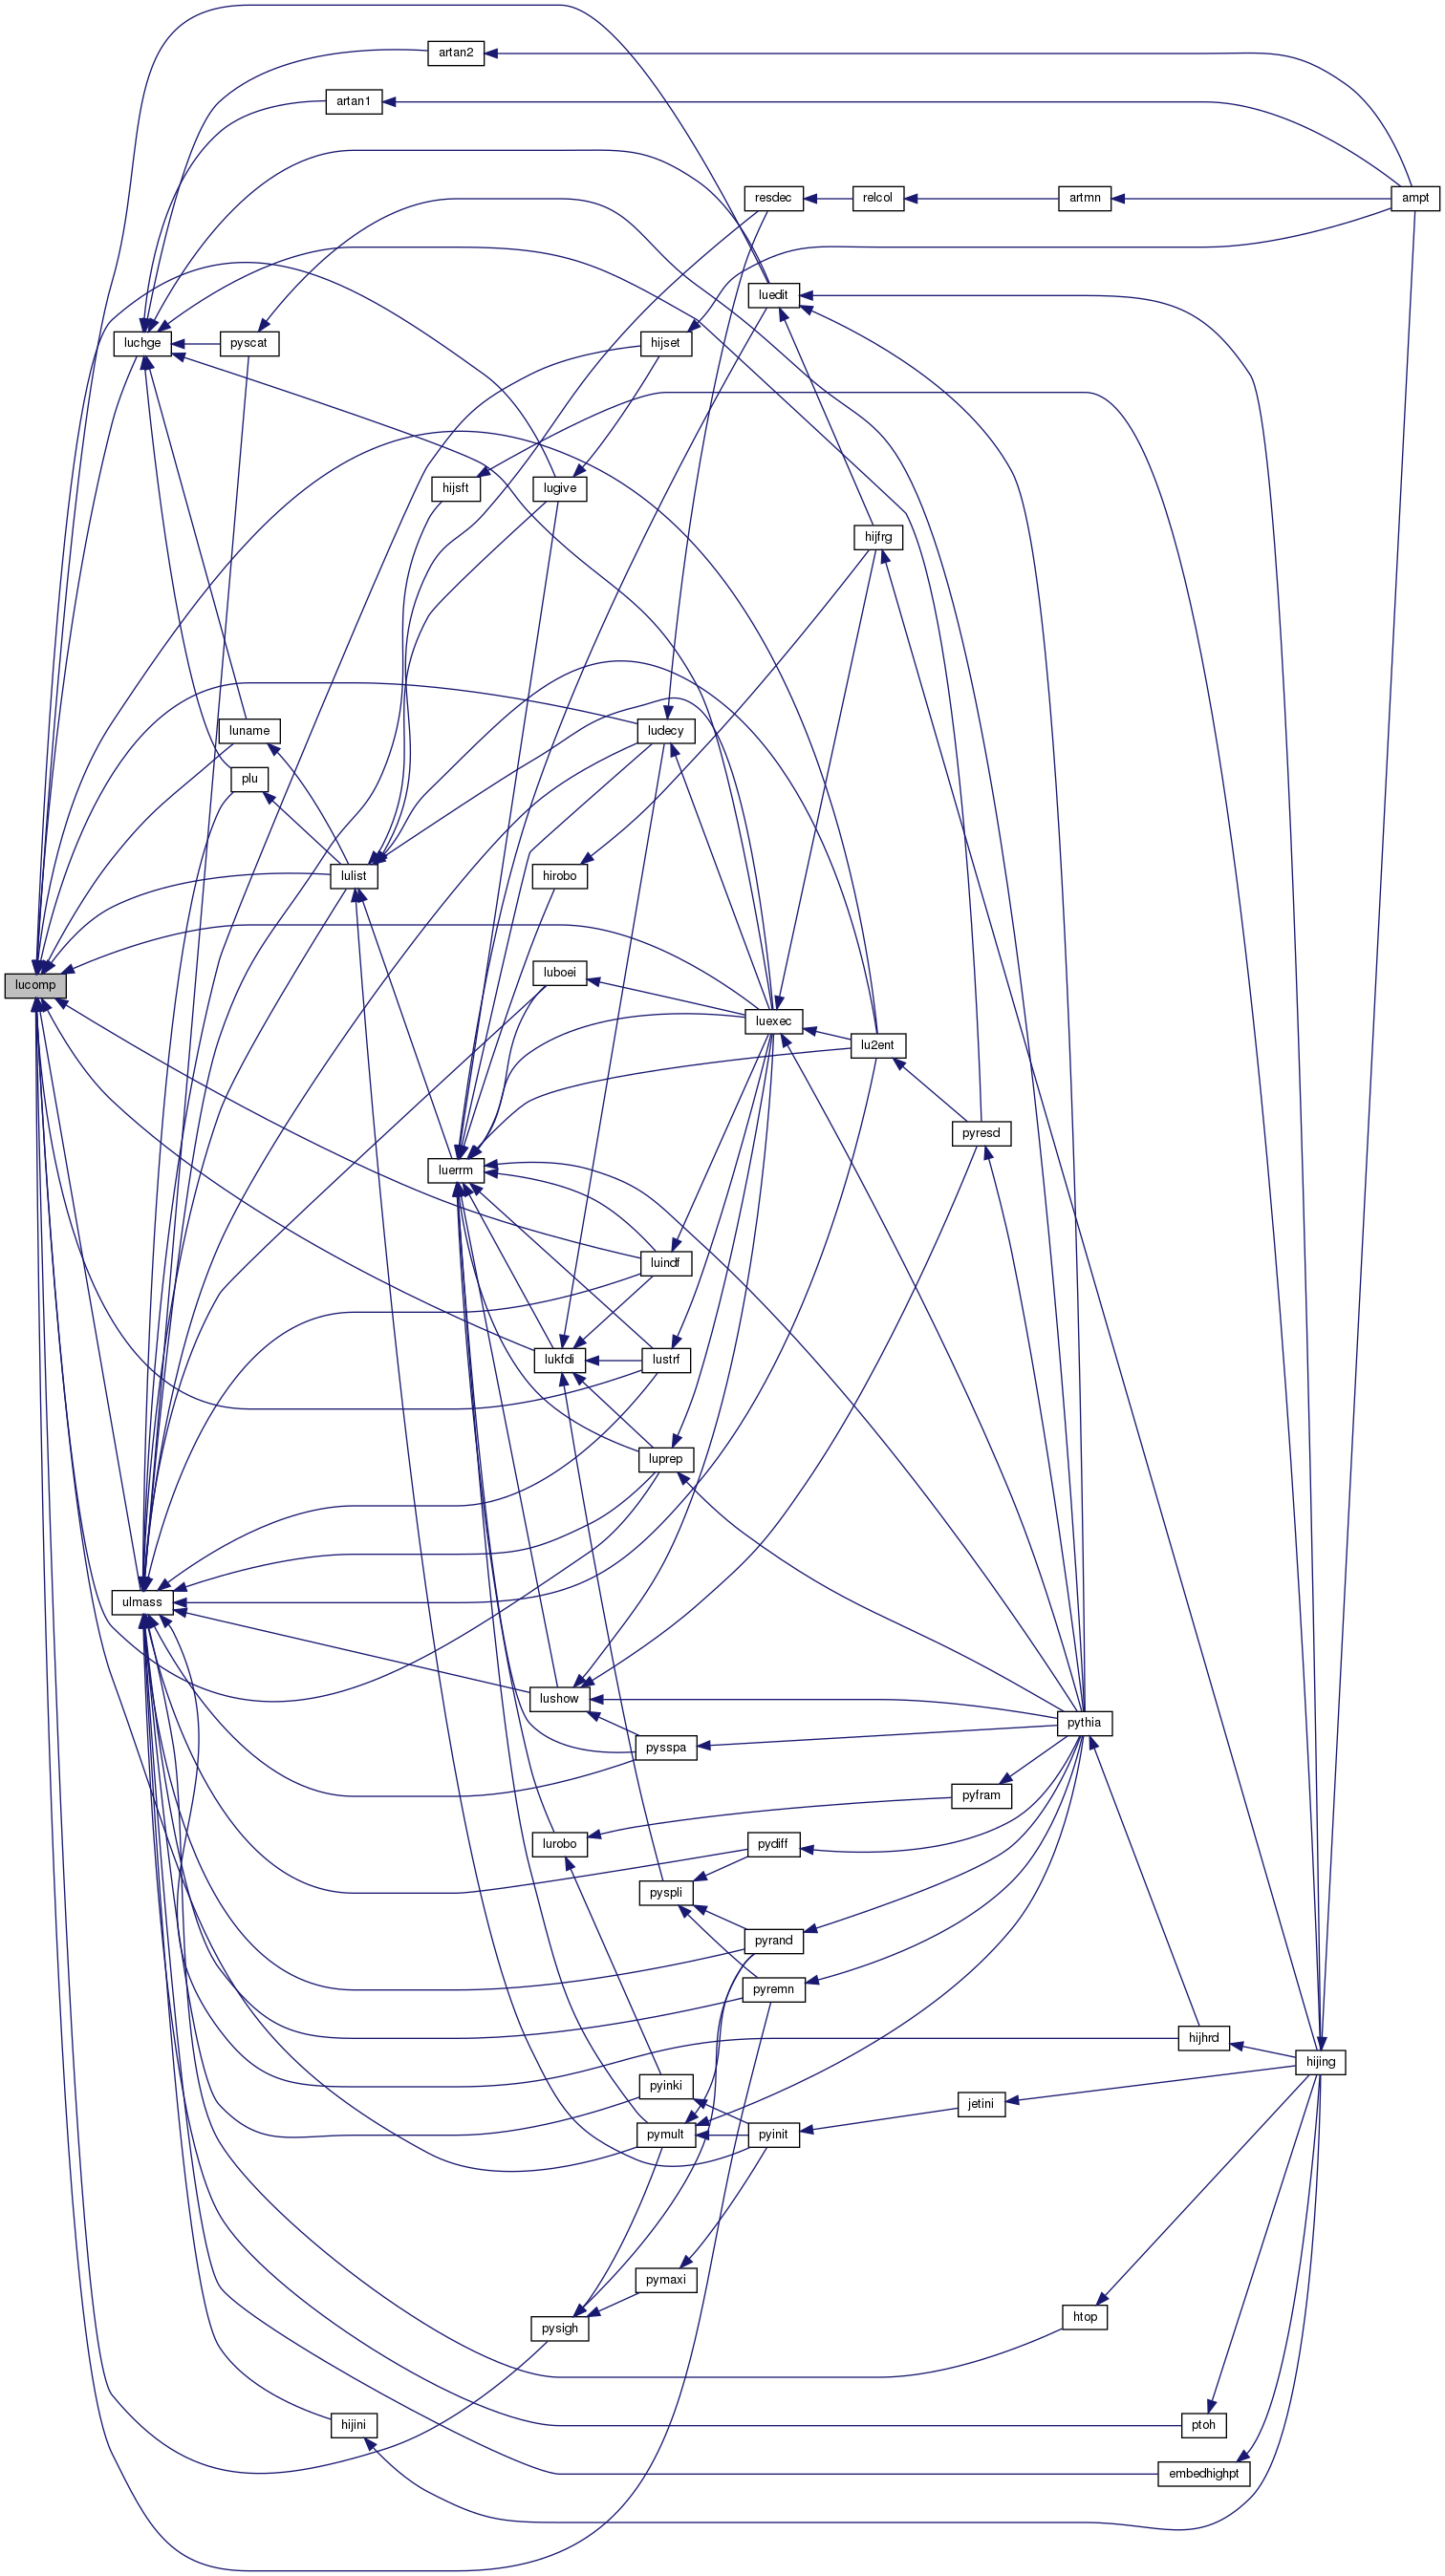 artan2
artan1
resdec
relcol
artmn
ampt
luedit
luchge
pyscat
hijset
hijsft
lugive
hijfrg
luname
ludecy
plu
lulist
hirobo
lucomp
luboei
luexec
lu2ent
pyresd
luerrm
luindf
lukfdi
lustrf
luprep
ulmass
lushow
pythia
pysspa
pyfram
lurobo
pydiff
pyspli
pyrand
pyremn
hijhrd
hijing
pyinki
jetini
pymult
pyinit
pymaxi
htop
pysigh
hijini
ptoh
embedhighpt